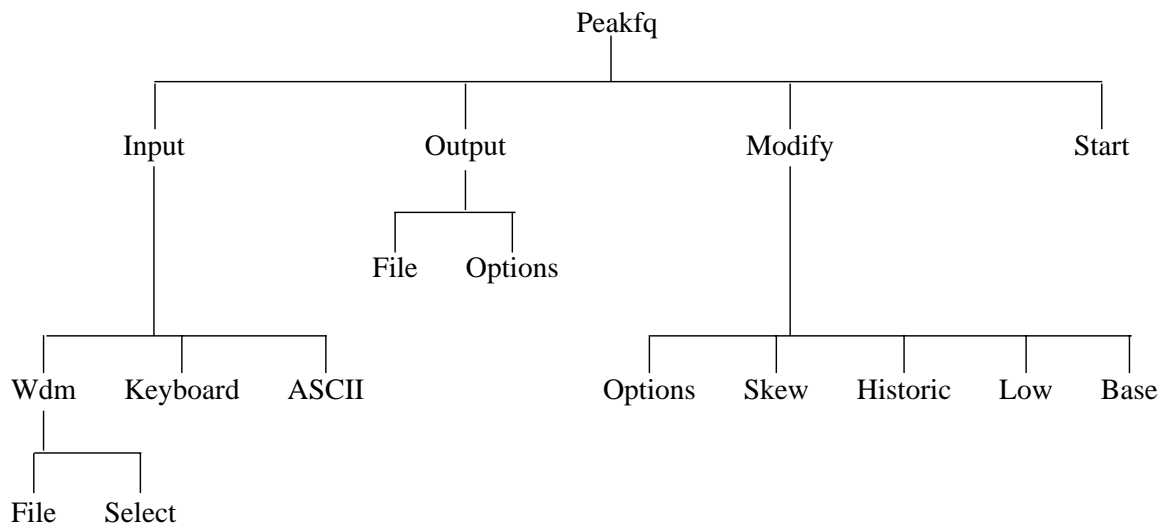 Peakfq
Input Output Modify Start
File Options
Wdm Keyboard ASCII Options Skew Historic Low Base
File Select